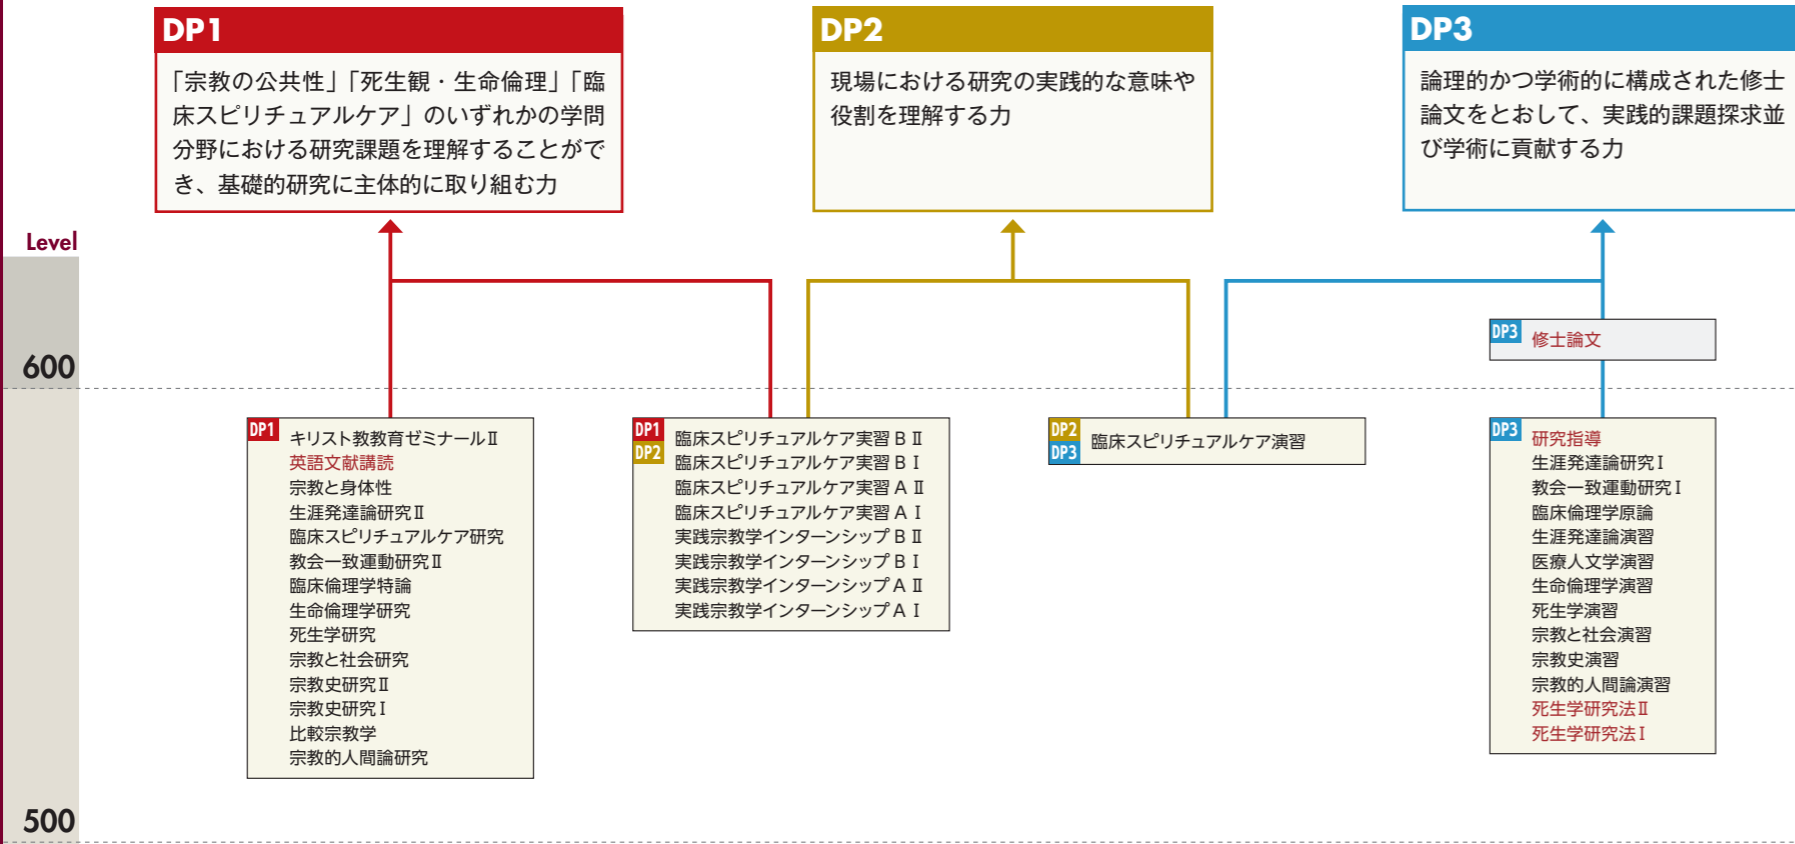 DP1
「宗教の公共性」「死生観・生命倫理」「臨
床スピリチュアルケア」のいずれかの学問
分野における研究課題を理解することがで
き、基礎的研究に主体的に取り組む力
DP2
現場における研究の実践的な意味や
役割を理解する力
DP3
論理的かつ学術的に構成された修士
論文をとおして、実践的課題探求並
び学術に貢献する力
Level
600
500
DP3
修士論文
DP1
キリスト教教育ゼミナールⅡ
英語文献講読
宗教と身体性
生涯発達論研究Ⅱ
臨床スピリチュアルケア研究
教会一致運動研究Ⅱ
臨床倫理学特論
生命倫理学研究
死生学研究
宗教と社会研究
宗教史研究Ⅱ
宗教史研究Ⅰ
比較宗教学
宗教的人間論研究
DP1
DP2
臨床スピリチュアルケア実習 B Ⅱ
臨床スピリチュアルケア実習 B Ⅰ
臨床スピリチュアルケア実習 A Ⅱ
臨床スピリチュアルケア実習 A Ⅰ
実践宗教学インターンシップ B Ⅱ
実践宗教学インターンシップ B Ⅰ
実践宗教学インターンシップ A Ⅱ
実践宗教学インターンシップ A Ⅰ
DP2
DP3
臨床スピリチュアルケア演習
DP3
研究指導
生涯発達論研究Ⅰ
教会一致運動研究Ⅰ
臨床倫理学原論
生涯発達論演習
医療人文学演習
生命倫理学演習
死生学演習
宗教と社会演習
宗教史演習
宗教的人間論演習
死生学研究法Ⅱ
死生学研究法Ⅰ